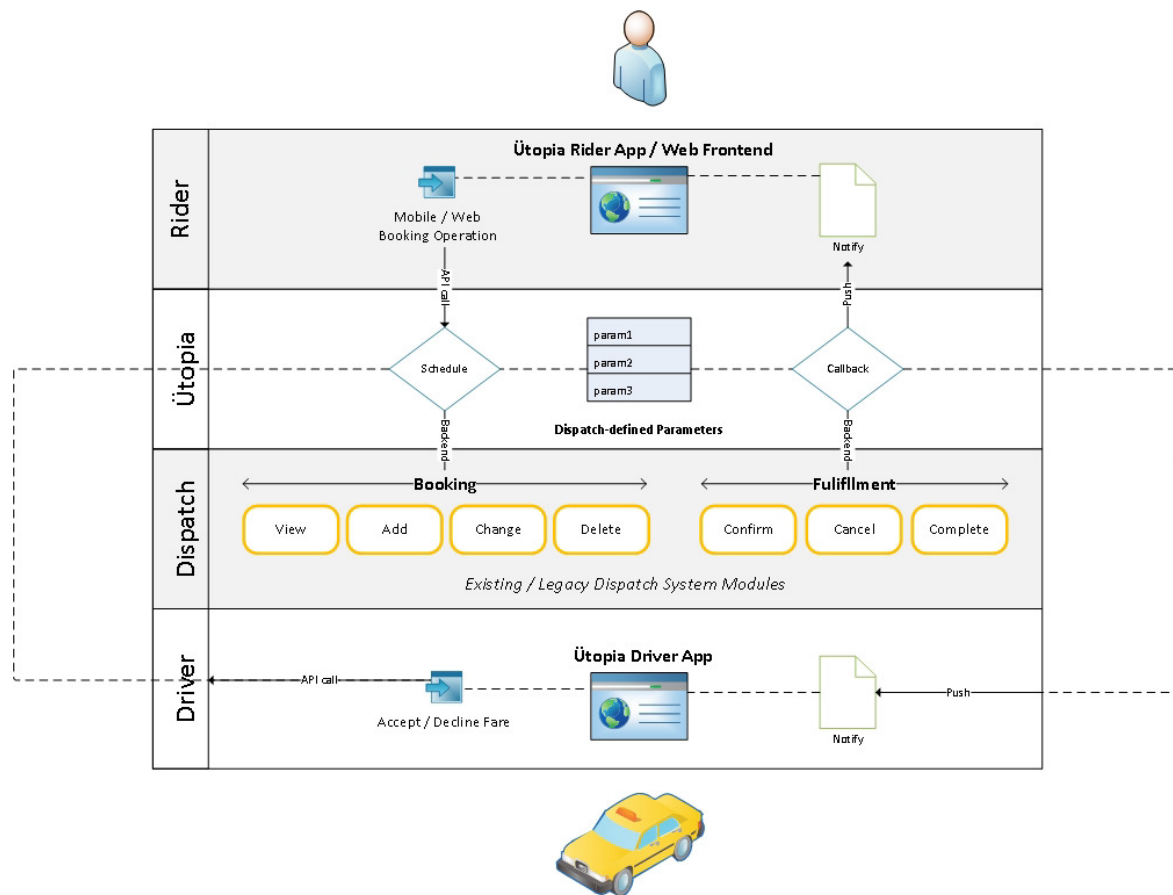 Rider
Ütopia Rider App / Web Frontend
Mobile / Web
Booking Operation
Notify
API call
Push
Ütopia
Schedule
param1
param2
param3
Callback
Dispatch-defined Parameters
Backend
Backend
Dispatch
Booking
Fulifllment
View
Add
Change
Delete
Confirm
Cancel
Complete
Existing / Legacy Dispatch System Modules
Driver
Ütopia Driver App
API call
Accept / Decline Fare
Push
Notify